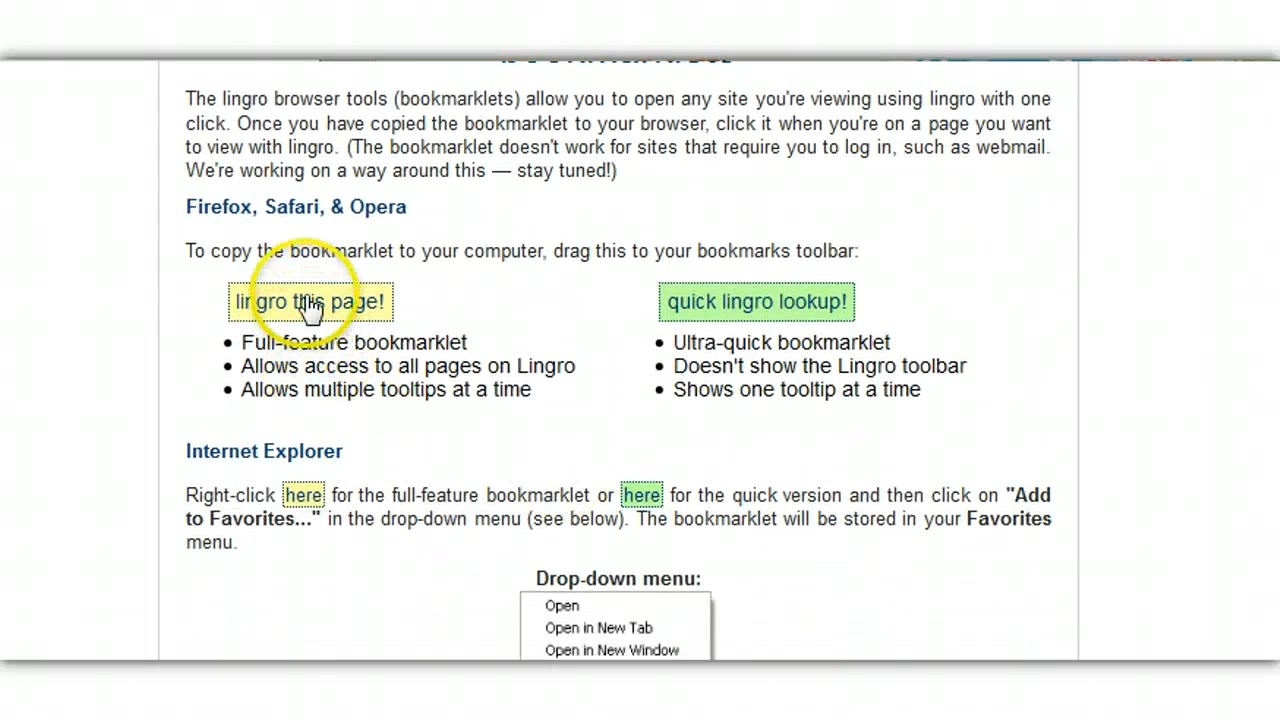 The lingro browser tools (bookmarklets) allow you to open any site you're viewing using lingro with one
click. Once you have copied the bookmarklet to your browser, click it when you're on a page you want
to view with lingro. (The bookmarklet doesn't work for sites that require you to log in, such as webmail.
We're working on a way around this — stay tuned!)
Firefox, Safari, & Opera
To copy the bookmarklet to your computer, drag this to your bookmarks toolbar:
lingro this page!
• Full-feature bookmarklet
• Allows access to all pages on Lingro
• Allows multiple tooltips at a time
quick lingro lookup!
• Ultra-quick bookmarklet
• Doesn't show the Lingro toolbar
• Shows one tooltip at a time
Internet Explorer
Right-click here for the full-feature bookmarklet or here for the quick version and then click on "Add
to Favorites..." in the drop-down menu (see below). The bookmarklet will be stored in your Favorites
menu.
Drop-down menu:
Open
Open in New Tab
Open in New Window